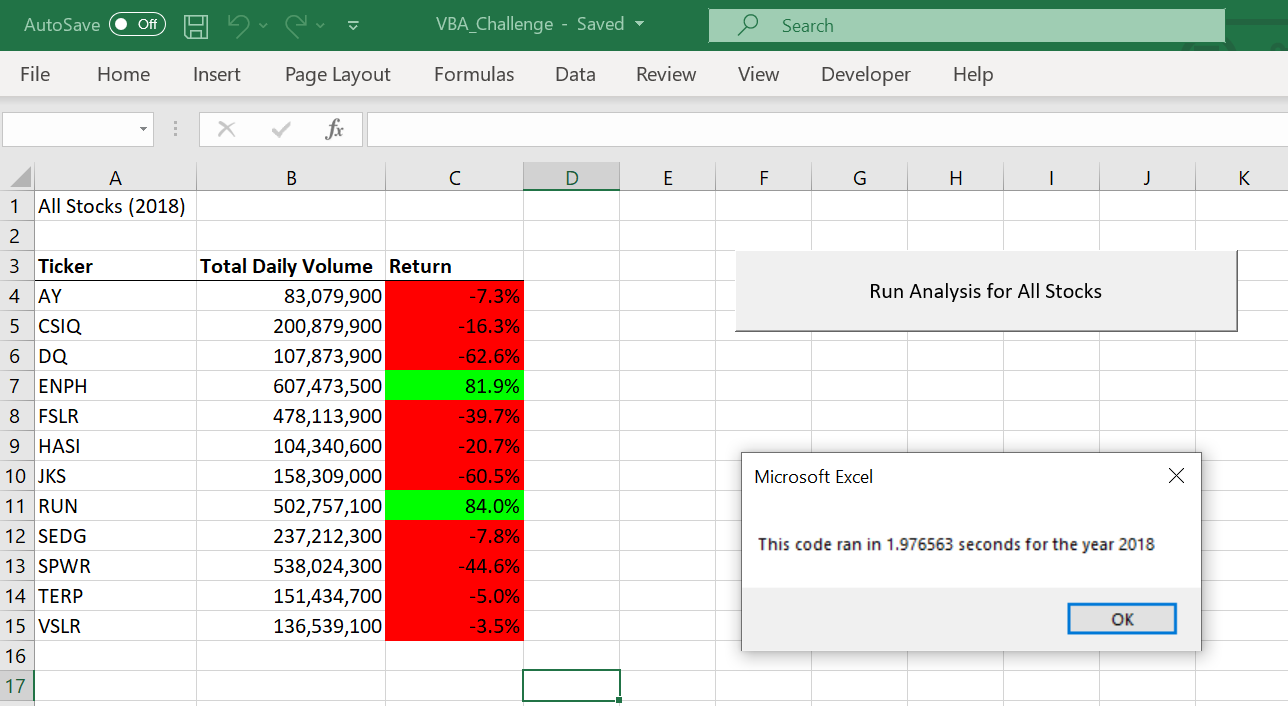 AutoSave Off VBA_Challenge - Saved Search
File Home Insert Page Layout Formulas Data Review View Developer Help
fx
A B C D E F G H I J K
1 All Stocks (2018)
2
3 Ticker Total Daily Volume Return
4 AY 83,079,900 -7.3%
Run Analysis for All Stocks
5 CSIQ 200,879,900 -16.3%
6 DQ 107,873,900 -62.6%
7 ENPH 607,473,500 81.9%
8 FSLR 478,113,900 -39.7%
9 HASI 104,340,600 -20.7%
10 JKS 158,309,000 -60.5%
11 RUN 502,757,100 84.0%
12 SEDG 237,212,300 -7.8%
13 SPWR 538,024,300 -44.6%
14 TERP 151,434,700 -5.0%
15 VSLR 136,539,100 -3.5%
16
17
Microsoft Excel
This code ran in 1.976563 seconds for the year 2018
OK